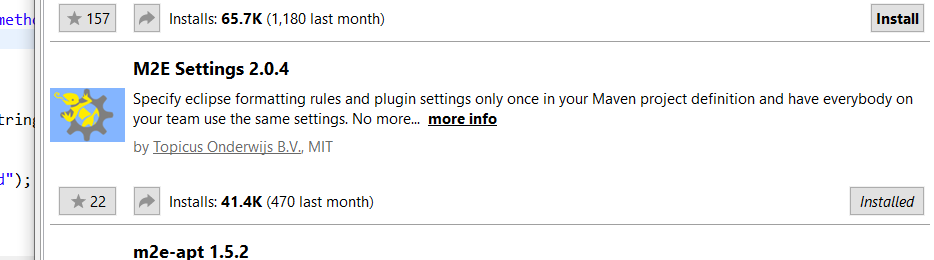 metho
157 Installs: 65.7K (1,180 last month) Install
M2E Settings 2.0.4
Specify eclipse formatting rules and plugin settings only once in your Maven project definition and have everybody on
tring
your team use the same settings. No more... more info
by Topicus Onderwijs B.V., MIT
d");
22 Installs: 41.4K (470 last month) Installed
m2e-apt 1.5.2